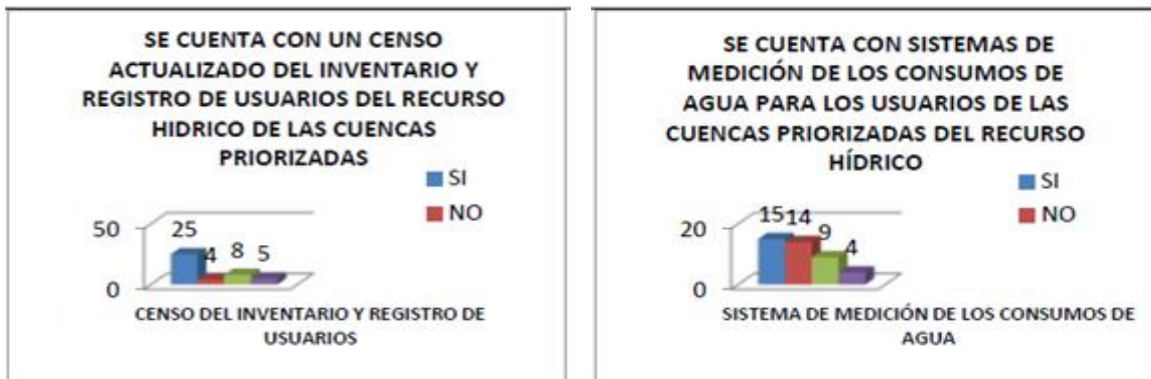 SE CUENTA CON UN CENSO
ACTUALIZADO DEL INVENTARIO Y
REGISTRO DE USUARIOS DEL RECURSO
HIDRICO DE LAS CUENCAS
PRIORIZADAS
SI
NO
50
0
25
4
8
5
CENSO DEL INVENTARIO Y REGISTRO DE
USUARIOS
SE CUENTA CON SISTEMAS DE
MEDICIÓN DE LOS CONSUMOS DE
AGUA PARA LOS USUARIOS DE LAS
CUENCAS PRIORIZADAS DEL RECURSO
HÍDRICO
SI
NO
20
0
15
14
9
4
SISTEMA DE MEDICIÓN DE LOS CONSUMOS DE
AGUA